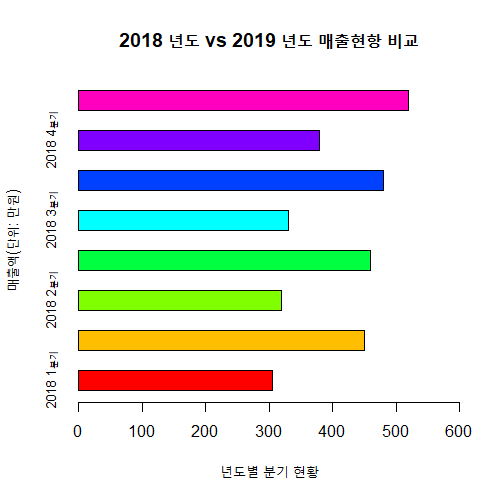 2018 년도 vs 2019 년도 매출현항 비교
매출액(단위: 만원)
2018 4분기
2018 3분기
2018 2분기
2018 1분기
0 100 200 300 400 500 600
년도별 분기 현황